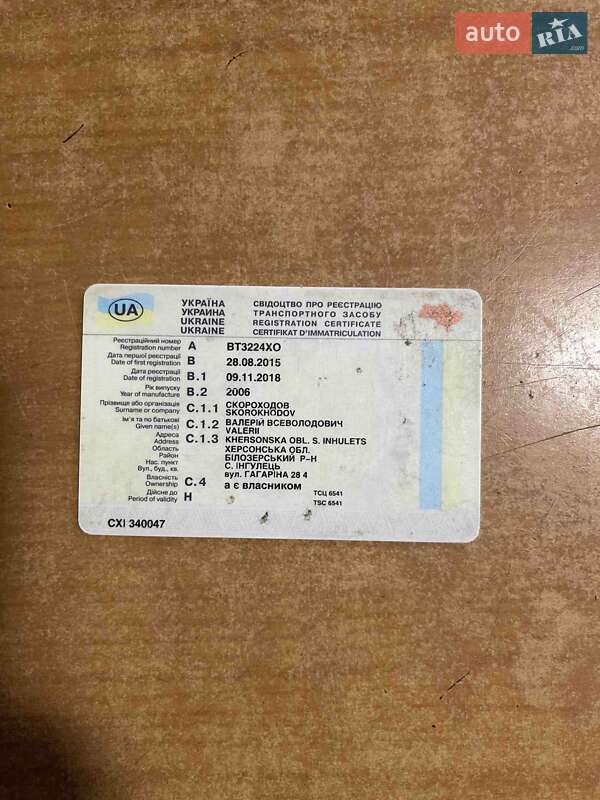 auto RIA .com
UA
УКРАЇНА
УКРАИНА
UKRAINE
UKRAINE
СВІДОЦТВО ПРО РЕЄСТРАЦІЮ
ТРАНСПОРТНОГО ЗАСОБУ
REGISTRATION CERTIFICATE
CERTIFICAT D'IMMATRICULATION
Реєстраційний номер
Registration number A BT3224XO
Дата першої реєстрації
Date of first registration B 28.08.2015
Дата реєстрації
Date of registration B.1 09.11.2018
Рік випуску
Year of manufacture B.2 2006
Прізвище або організація
Surname or company C.1.1 СКОРОХОДОВ
SKOROKHODOV
Ім'я та по батькові
Given name(s) C.1.2 ВАЛЕРІЙ ВСЕВОЛОДОВИЧ
VALERII
Адреса
Address C.1.3 KHERSONSKA OBL. S. INHULETS
Область ХЕРСОНСЬКА ОБЛ.
Район БІЛОЗЕРСЬКИЙ Р-Н
Нас. пункт С. ІНГУЛЕЦЬ
Вул., буд., кв. вул. ГАГАРІНА 28 4
Власність
Ownership C.4 а є власником
Дійсне до
Period of validity H
ТСЦ 6541
TSC 6541
CXI 340047